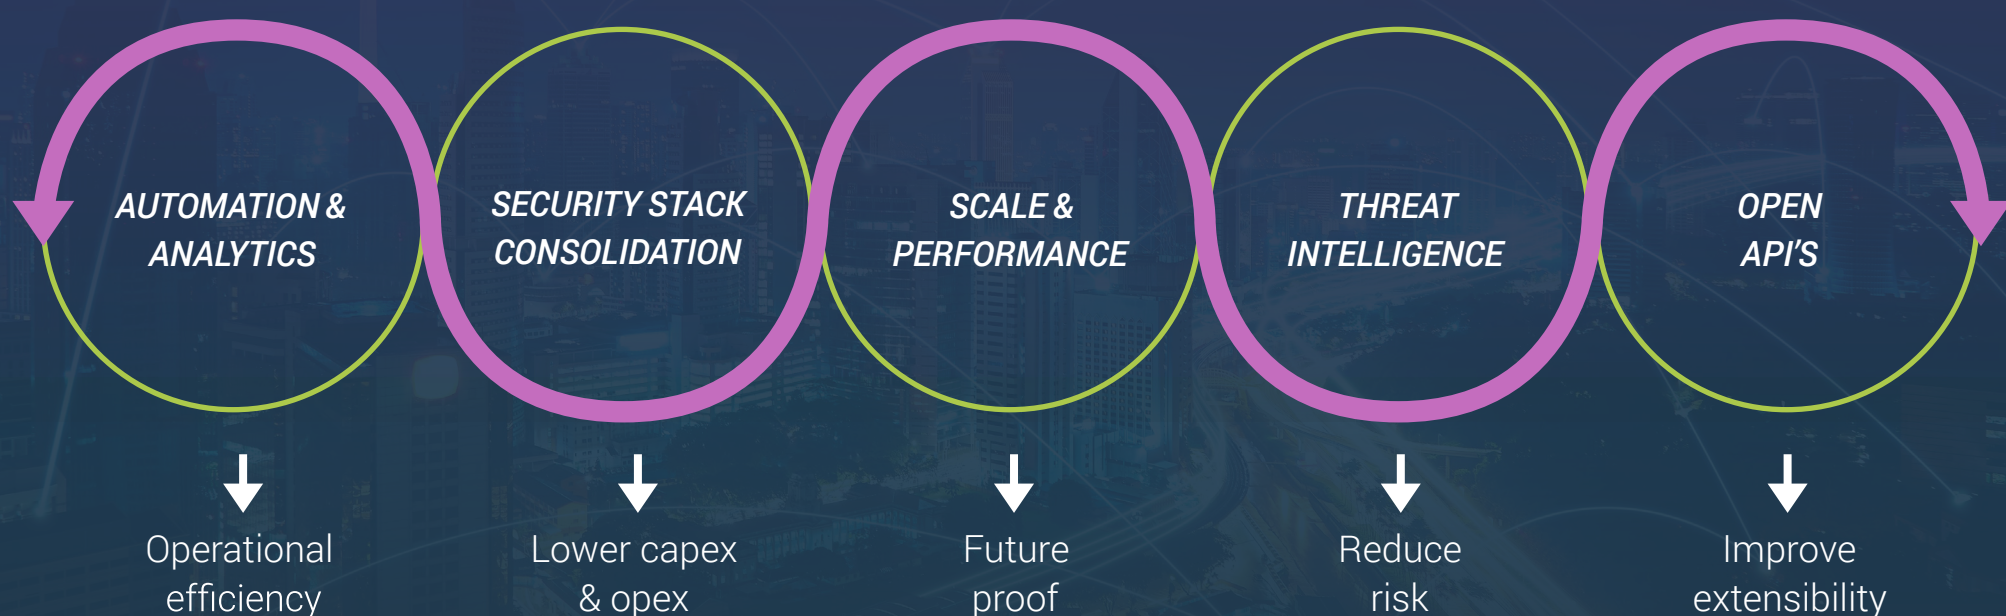 AUTOMATION &
ANALYTICS
SECURITY STACK
CONSOLIDATION
SCALE &
PERFORMANCE
THREAT
INTELLIGENCE
OPEN
API'S
Operational
efficiency
Lower capex
& opex
Future
proof
Reduce
risk
Improve
extensibility